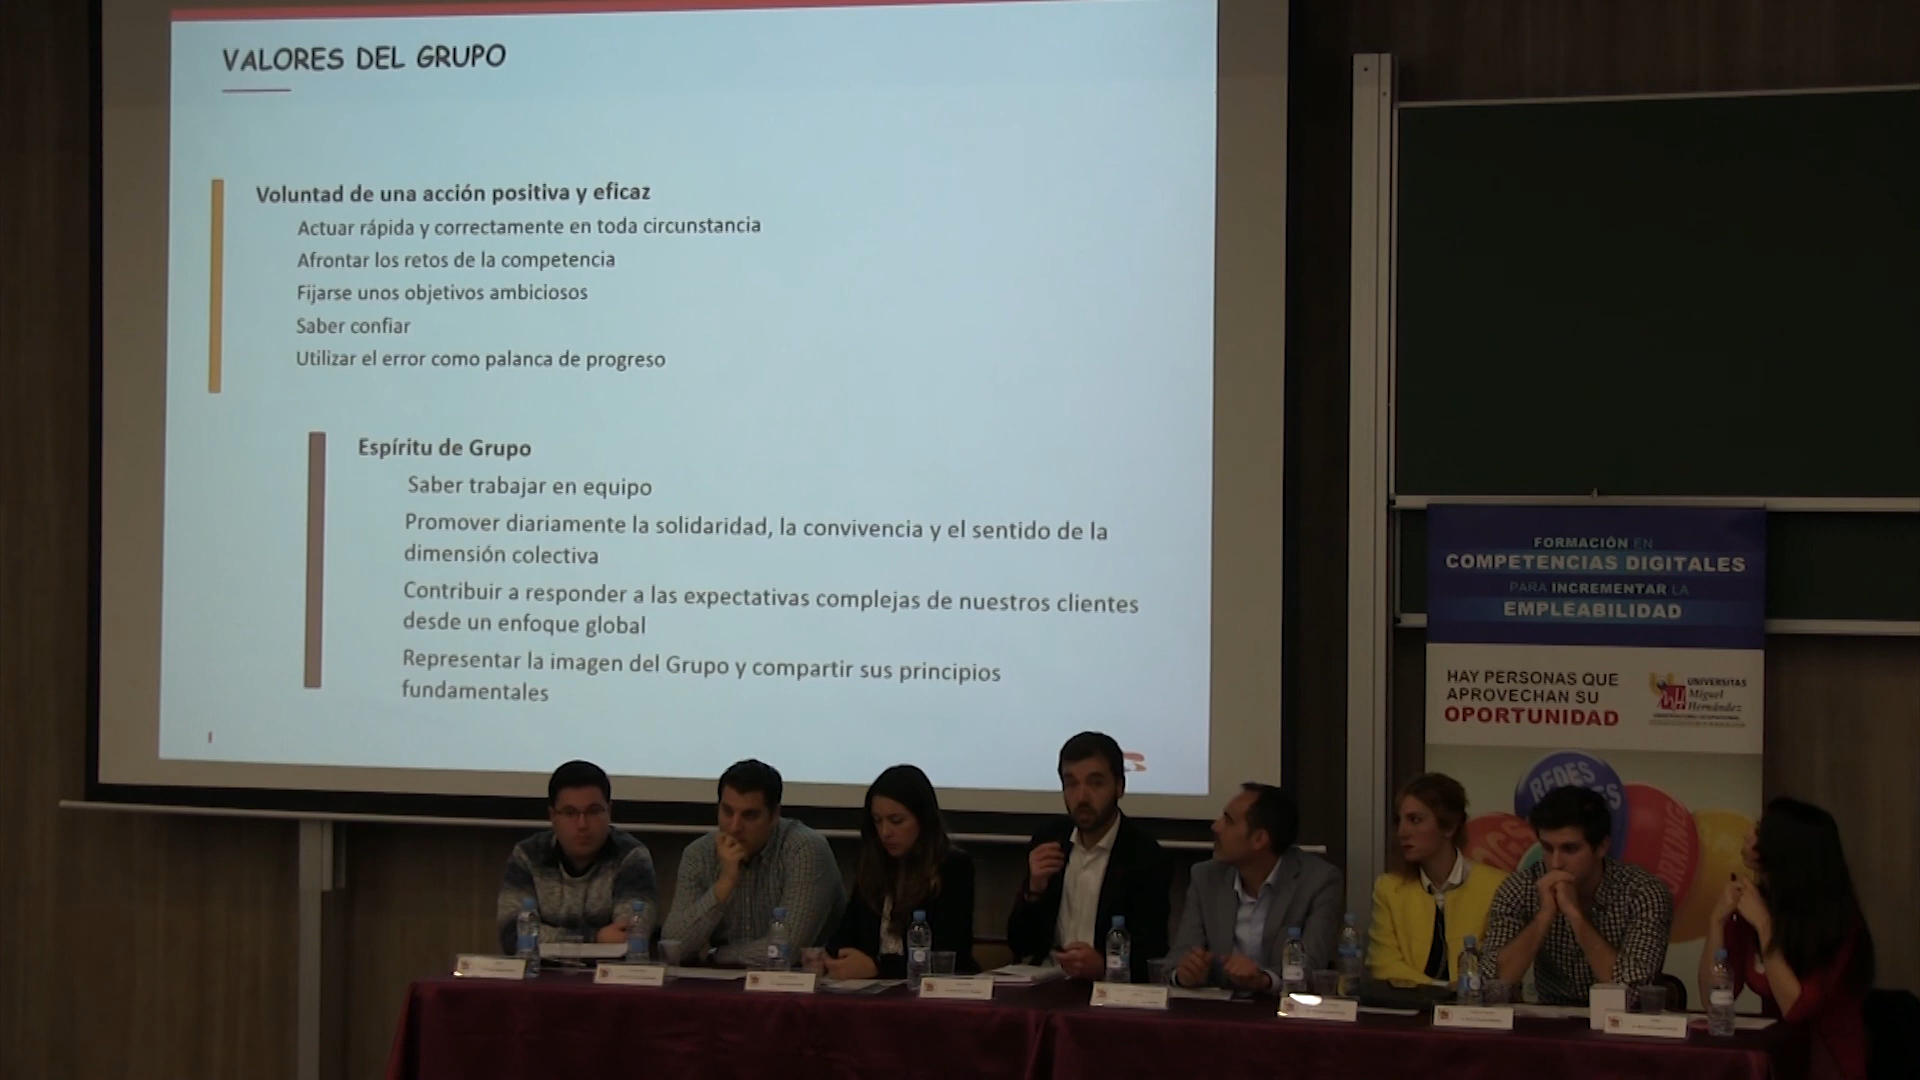 VALORES DEL GRUPO
Voluntad de una acción positiva y eficaz
Actuar rápida y correctamente en toda circunstancia
Afrontar los retos de la competencia
Fijarse unos objetivos ambiciosos
Saber confiar
Utilizar el error como palanca de progreso
Espíritu de Grupo
Saber trabajar en equipo
Promover diariamente la solidaridad, la convivencia y el sentido de la
dimensión colectiva
Contribuir a responder a las expectativas complejas de nuestros clientes
desde un enfoque global
Representar la imagen del Grupo y compartir sus principios
fundamentales
FORMACIÓN EN
COMPETENCIAS DIGITALES
PARA INCREMENTAR LA
EMPLEABILIDAD
HAY PERSONAS QUE
APROVECHAN SU
OPORTUNIDAD
UNIVERSITAS
Miguel
Hernández
REDES